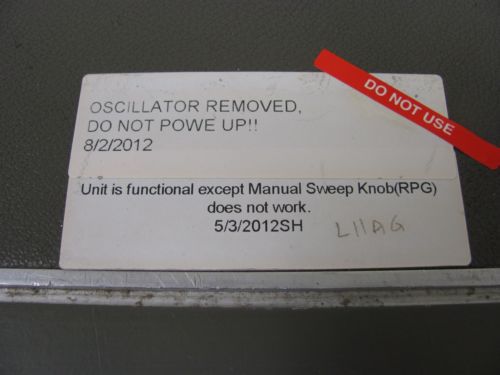 OSCILLATOR REMOVED,
DO NOT POWE UP!!
8/2/2012
DO NOT USE
Unit is functional except Manual Sweep Knob(RPG)
does not work.
5/3/2012SH
L11AG